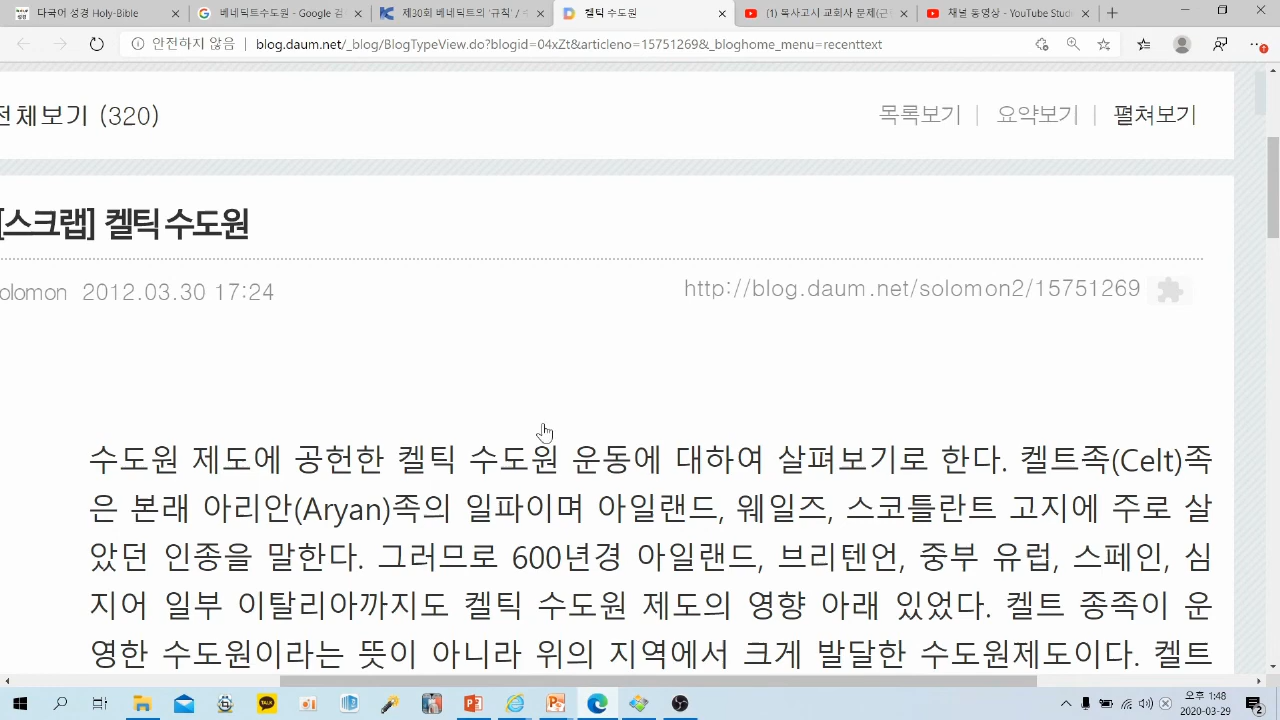 다국어 성경 Holy-Bible
베네딕트수도원 - Google 검
제30회 베네딕트의 '규칙' / 수
켈틱 수도원
(1) 목사고시 교회사 문제(근
채널 동영상 - YouTube Stud
안전하지 않음
blog.daum.net/_blog/BlogTypeView.do?blogid=04xZt&articleno=15751269&_bloghome_menu=recenttext
전체보기 (320)
목록보기 | 요약보기 | 펼쳐보기
[스크랩] 켈틱 수도원
olomon 2012.03.30 17:24
http://blog.daum.net/solomon2/15751269
수도원 제도에 공헌한 켈틱 수도원 운동에 대하여 살펴보기로 한다. 켈트족(Celt)족
은 본래 아리안(Aryan)족의 일파이며 아일랜드, 웨일즈, 스코틀란트 고지에 주로 살
았던 인종을 말한다. 그러므로 600년경 아일랜드, 브리텐언, 중부 유럽, 스페인, 심
지어 일부 이탈리아까지도 켈틱 수도원 제도의 영향 아래 있었다. 켈트 종족이 운
영한 수도원이라는 뜻이 아니라 위의 지역에서 크게 발달한 수도원제도이다. 켈트
TALK
오후 1:48
2020-03-29
2